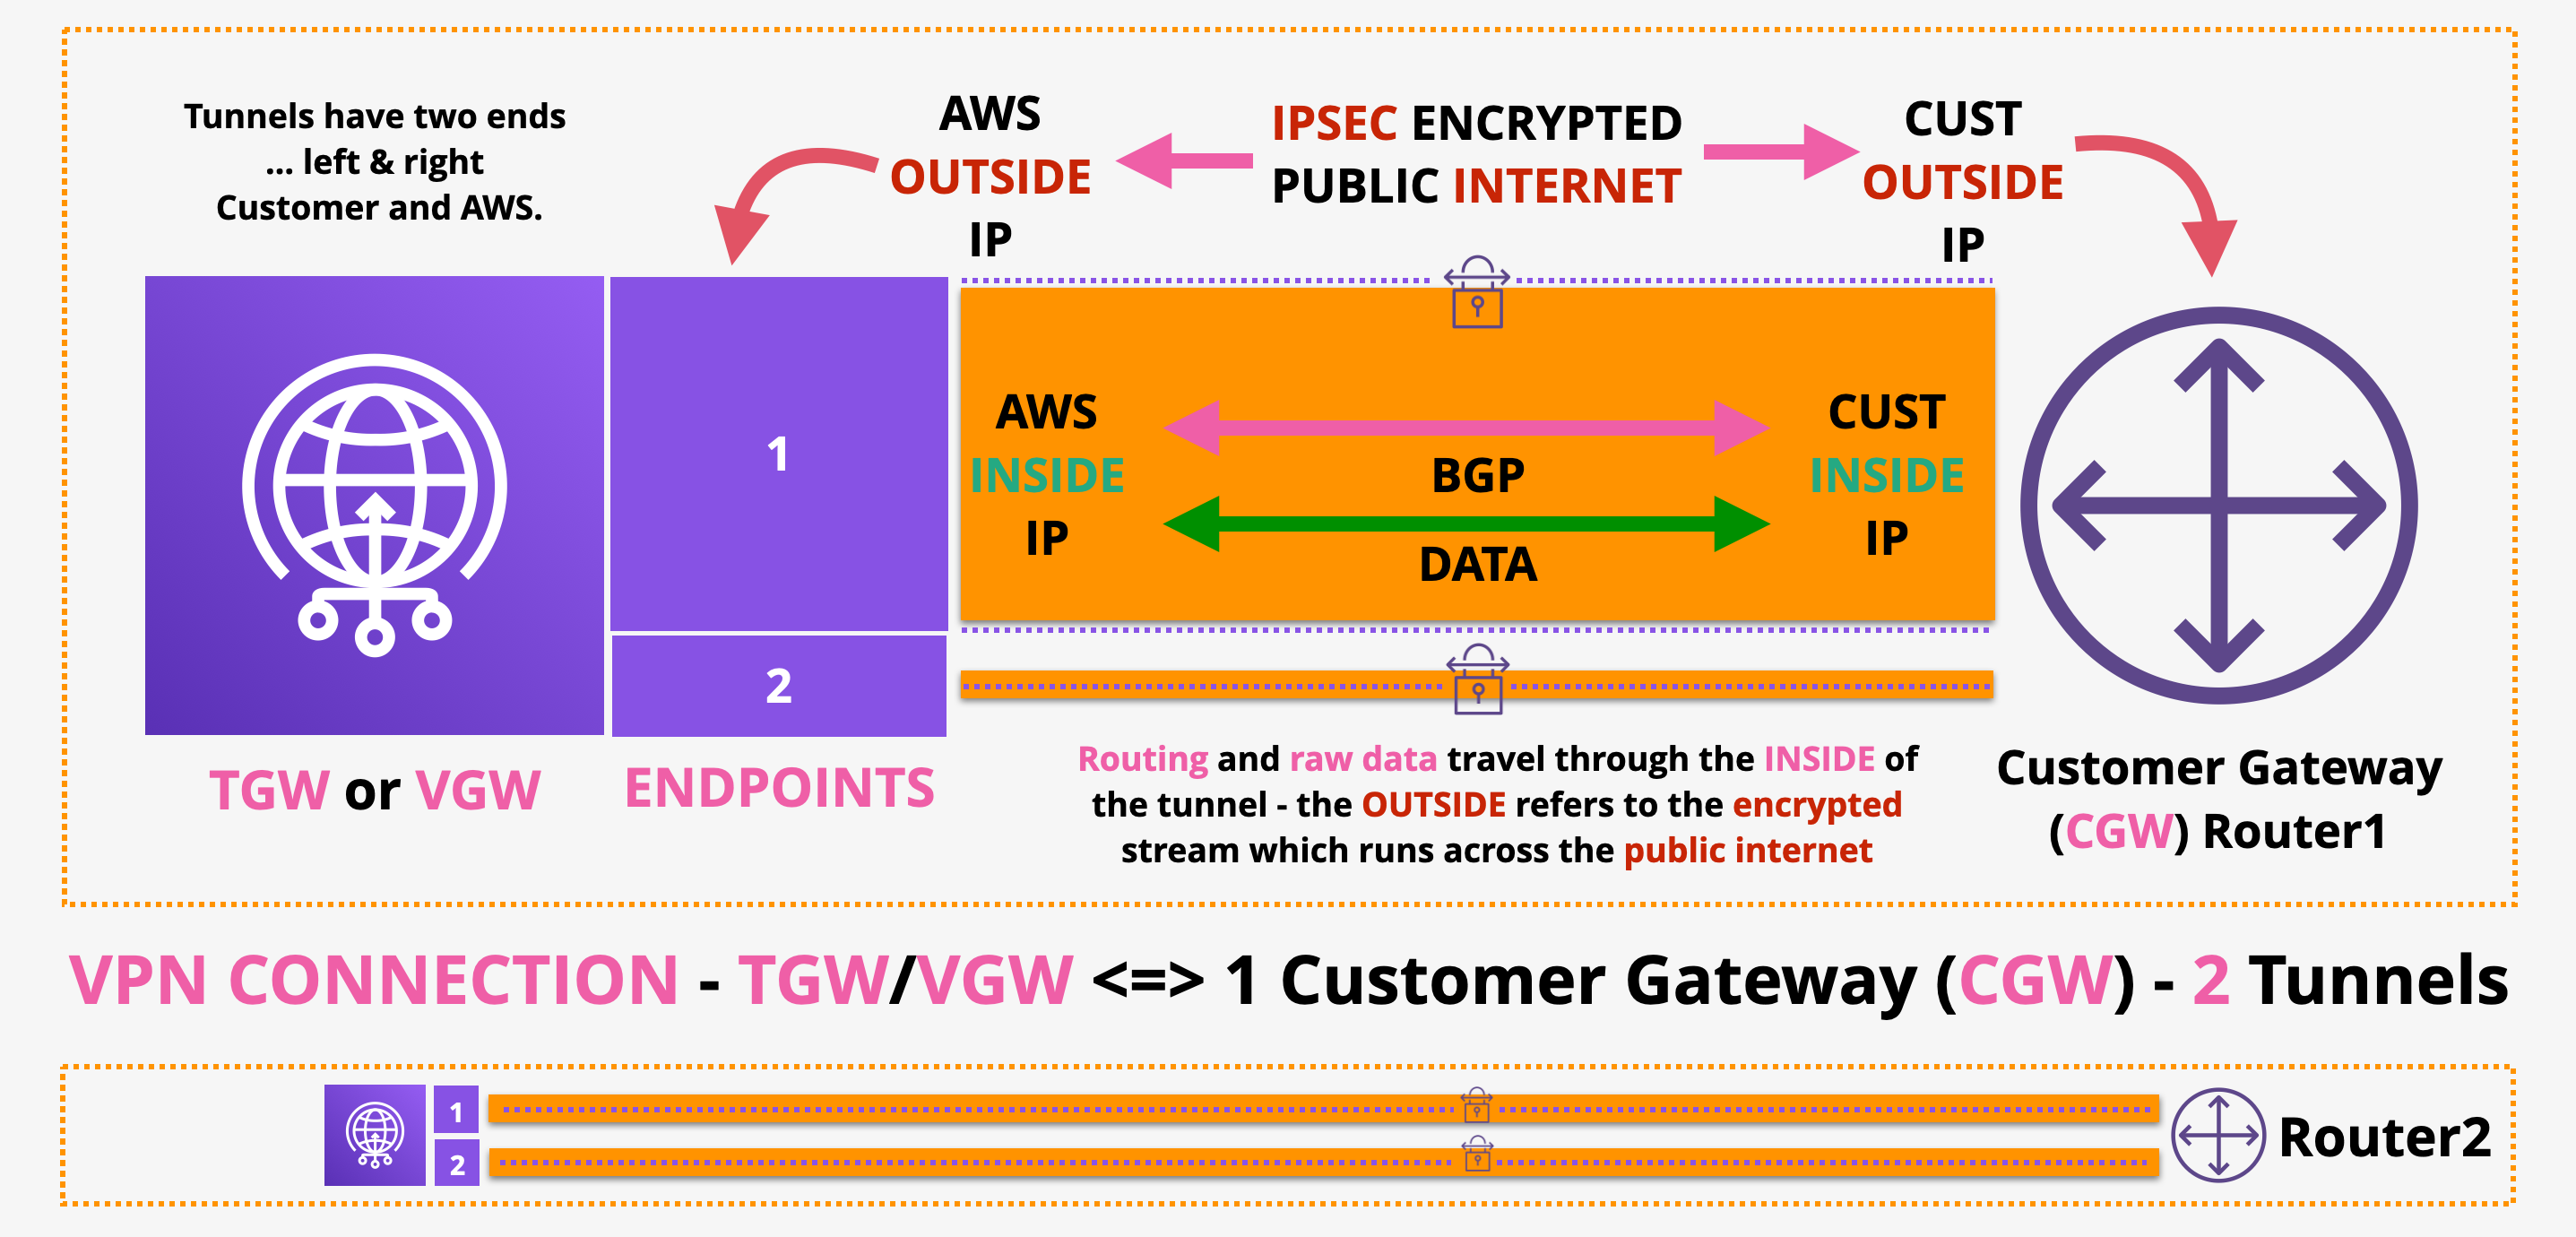 Tunnels have two ends
... left & right
Customer and AWS.
AWS
OUTSIDE
IP
IPSEC ENCRYPTED
PUBLIC INTERNET
CUST
OUTSIDE
IP
1
2
AWS
INSIDE
IP
BGP
DATA
CUST
INSIDE
IP
TGW or VGW
ENDPOINTS
Routing and raw data travel through the INSIDE of
the tunnel - the OUTSIDE refers to the encrypted
stream which runs across the public internet
Customer Gateway
(CGW) Router1
VPN CONNECTION - TGW/VGW <=> 1 Customer Gateway (CGW) - 2 Tunnels
1
2
Router2